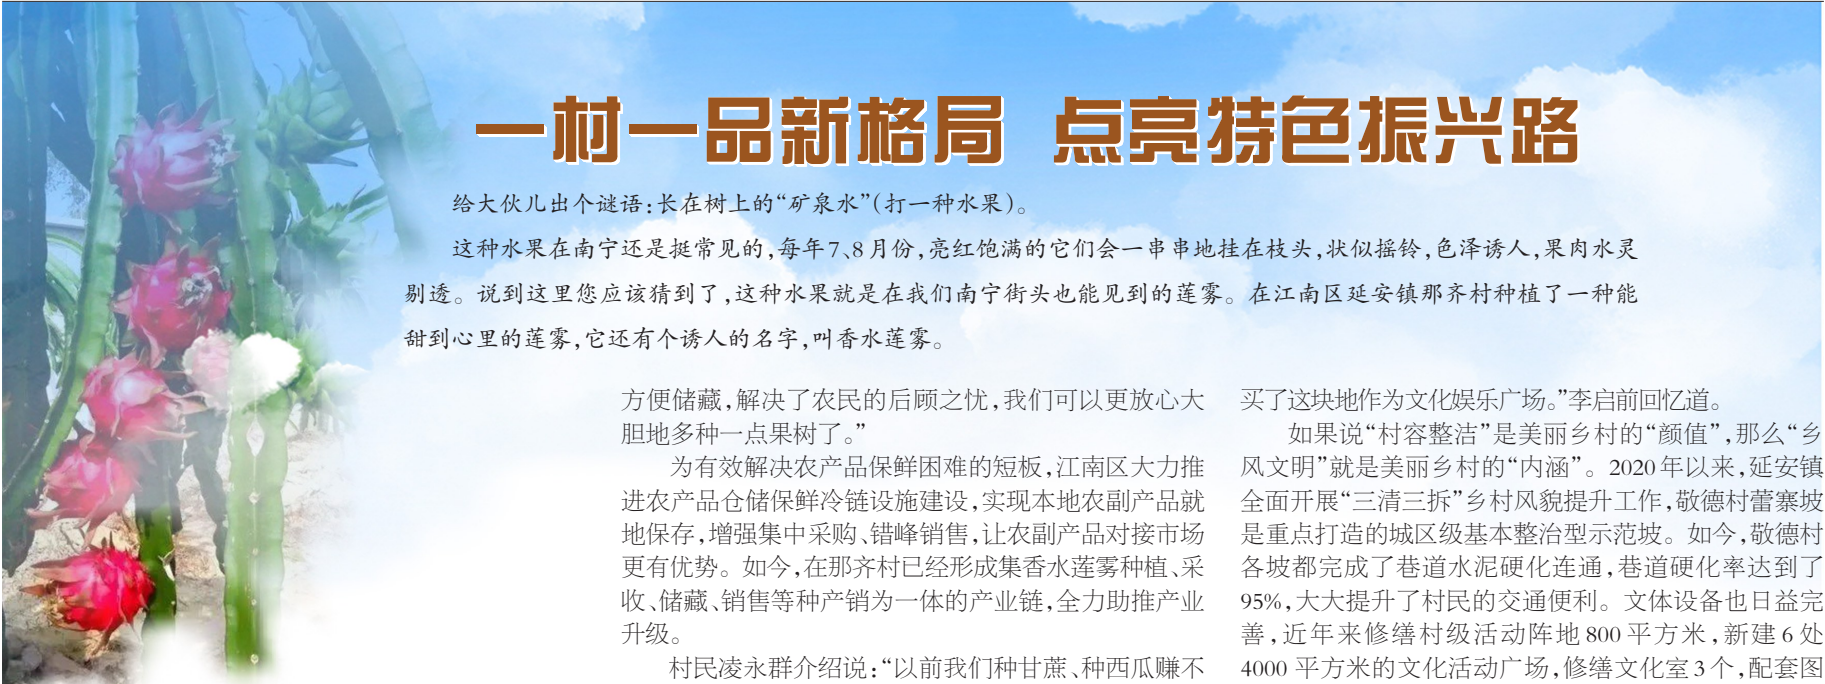 一村一品新格局 点亮特色振兴路
给大伙儿出个谜语:长在树上的“矿泉水”(打一种水果)。
这种水果在南宁还是挺常见的,每年7、8月份,亮红饱满的它们会一串串地挂在枝头,状似摇铃,色泽诱人,果肉水灵
剔透。说到这里您应该猜到了,这种水果就是在我们南宁街头也能见到的莲雾。在江南区延安镇那齐村种植了一种能
甜到心里的莲雾,它还有个诱人的名字,叫香水莲雾。
方便储藏,解决了农民的后顾之忧,我们可以更放心大
胆地多种一点果树了。”
为有效解决农产品保鲜困难的短板,江南区大力推
进农产品仓储保鲜冷链设施建设,实现本地农副产品就
地保存,增强集中采购、错峰销售,让农副产品对接市场
更有优势。如今,在那齐村已经形成集香水莲雾种植、采
收、储藏、销售等种产销为一体的产业链,全力助推产业
升级。
村民凌永群介绍说:“以前我们种甘蔗、种西瓜赚不
买了这块地作为文化娱乐广场。”李启前回忆道。
如果说“村容整洁”是美丽乡村的“颜值”,那么“乡
风文明”就是美丽乡村的“内涵”。2020年以来,延安镇
全面开展“三清三拆”乡村风貌提升工作,敬德村蕾寨坡
是重点打造的城区级基本整治型示范坡。如今,敬德村
各坡都完成了巷道水泥硬化连通,巷道硬化率达到了
95%,大大提升了村民的交通便利。文体设备也日益完
善,近年来修缮村级活动阵地800平方米,新建6处
4000平方米的文化活动广场,修缮文化室3个,配套图